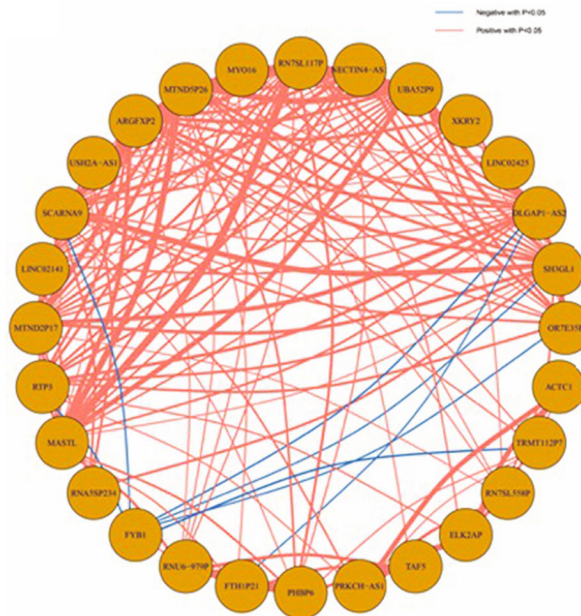 Negative with P<0.05
Positive with P<0.05
RN7SL117P
NECTIN4-AS
MYO16
UBA52P9
MTND5P26
XKRY2
ARGFXP2
LINC02425
USH2A-AS1
DLGAP1-AS2
SCARNA9
SH3GL1
LINC02141
OR7E35P
MTND2P17
ACTC1
RTP3
TRMT112P7
MASTL
RN7SL558P
RNA5SP234
ELK2AP
FYB1
TAF5
RNU6-979P
PRKCH-AS1
FTH1P21
PHBP6